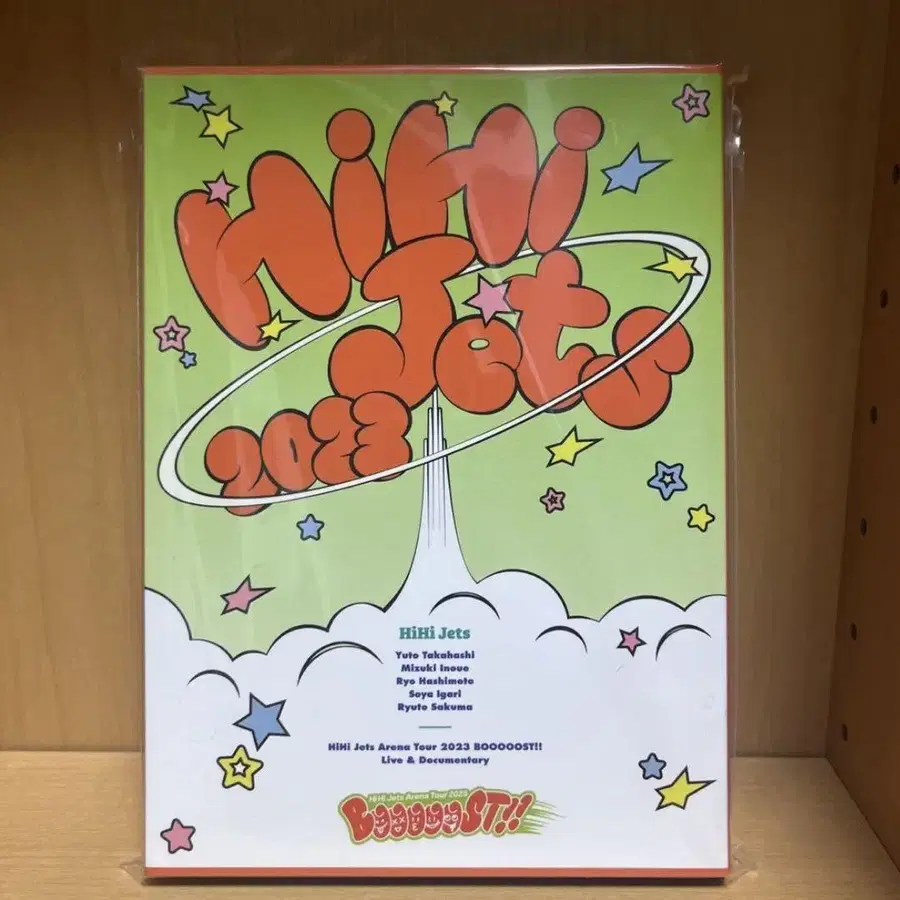 HiHi
Jets
2023
HiHi Jets
Yuto Takahashi
Mizuki Inoue
Ryo Hashimoto
Soya Igari
Ryuto Sakuma
HiHi Jets Arena Tour 2023 BOOOOOST!!
Live & Documentary
HiHi Jets Arena Tour 2023
BOOOOOST!!